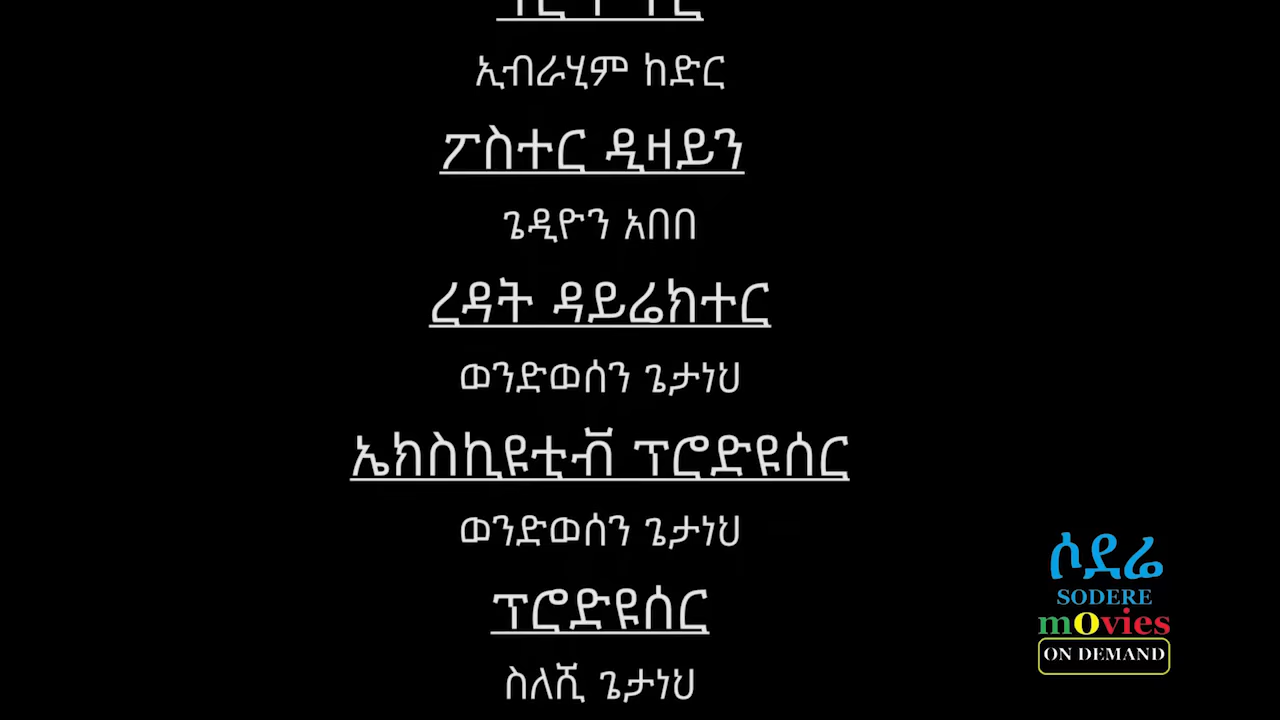 ኢብራሂም ከድር
ፖስተር ዲዛይን
ጌዲዮን አበበ
ረዳት ዳይሬክተር
ወንድወሰን ጌታነህ
ኤክስኪዩቲቭ ፕሮድዩሰር
ወንድወሰን ጌታነህ
ፕሮድዩሰር
ስለሺ ጌታነህ
ሶደሬ
SODERE
mOvies
ON DEMAND